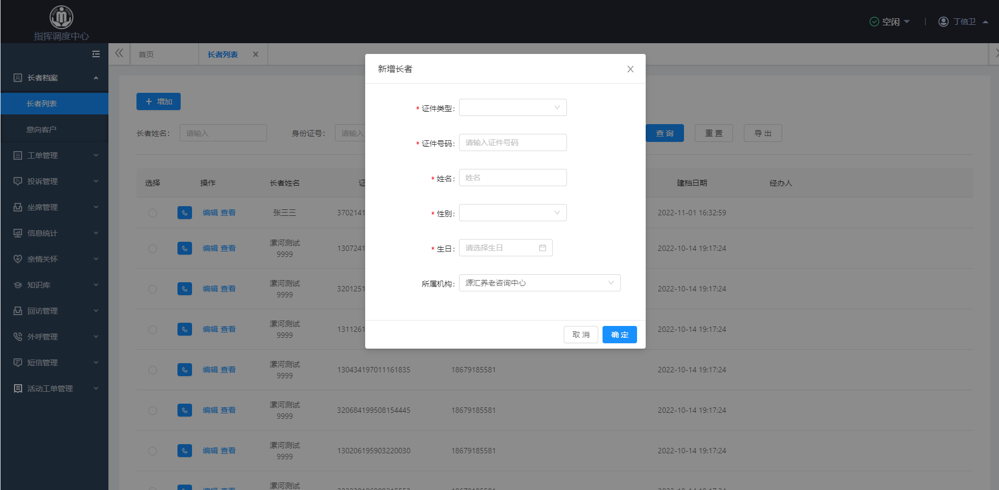 指挥调度中心
空闲 丁倍卫
首页 长者列表
长者档案
长者列表
意向客户
工单管理
投诉管理
坐席管理
信息统计
亲情关怀
知识库
回访管理
外呼管理
短信管理
活动工单管理
增加
长者姓名： 请输入 身份证号： 请输入 查 询 重 置 导 出
选择 操作 长者姓名 证 建档日期 经办人
编辑 查看 张三三 3702141 2022-11-01 16:32:59
编辑 查看 漯河测试 1307241 2022-10-14 19:17:24
9999
编辑 查看 漯河测试 3201251 2022-10-14 19:17:24
9999
编辑 查看 漯河测试 1311261 2022-10-14 19:17:24
9999
编辑 查看 漯河测试 130434197011161835 18679185581 2022-10-14 19:17:24
9999
编辑 查看 漯河测试 320684199508154445 18679185581 2022-10-14 19:17:24
9999
编辑 查看 漯河测试 130206195903220030 18679185581 2022-10-14 19:17:24
9999
漯河测试
新增长者
* 证件类型：
* 证件号码： 请输入证件号码
* 姓名： 姓名
* 性别：
* 生日： 请选择生日
所属机构： 源汇养老咨询中心
取 消 确 定